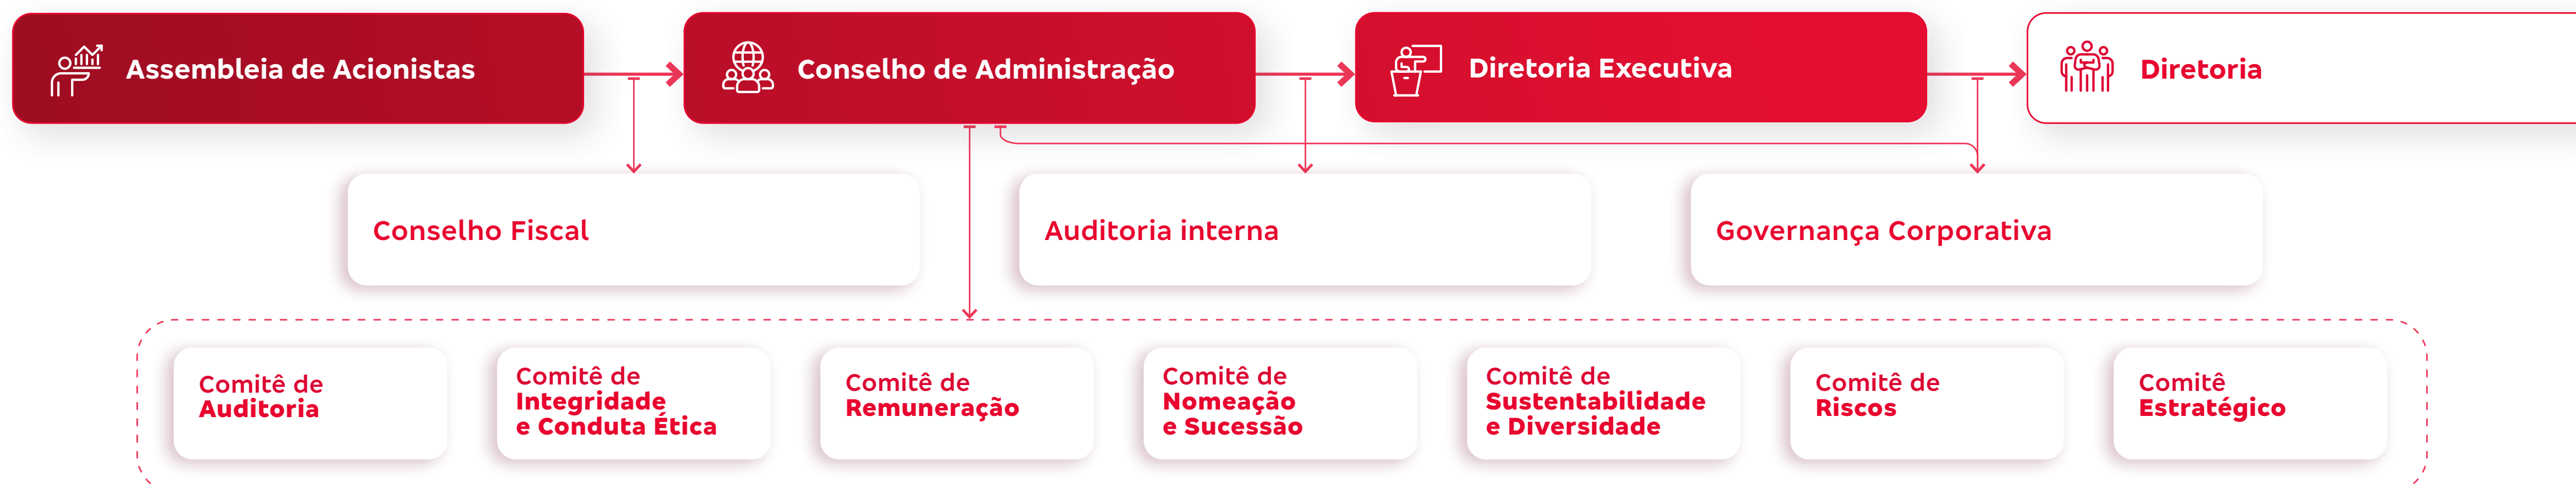 Assembleia de Acionistas
Conselho de Administração
Diretoria Executiva
Diretoria
Conselho Fiscal
Auditoria interna
Governança Corporativa
Comitê de
Auditoria
Comitê de
Integridade
e Conduta Ética
Comitê de
Remuneração
Comitê de
Nomeação
e Sucessão
Comitê de
Sustentabilidade
e Diversidade
Comitê de
Riscos
Comitê
Estratégico